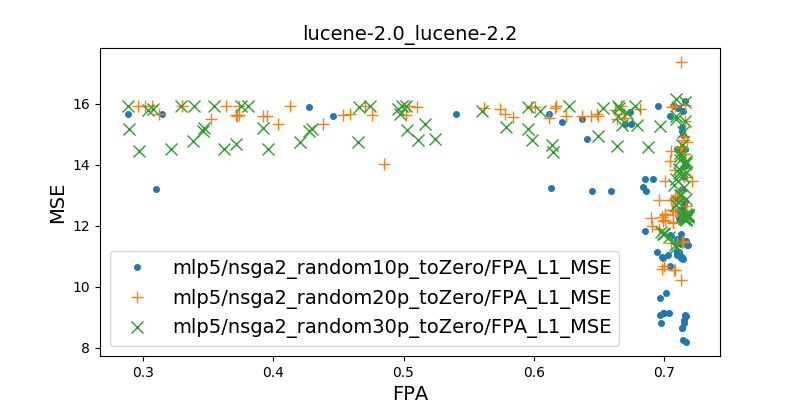 lucene-2.0_lucene-2.2
MSE
16
14
12
10
8
mlp5/nsga2_random10p_toZero/FPA_L1_MSE
mlp5/nsga2_random20p_toZero/FPA_L1_MSE
mlp5/nsga2_random30p_toZero/FPA_L1_MSE
0.3 0.4 0.5 0.6 0.7
FPA